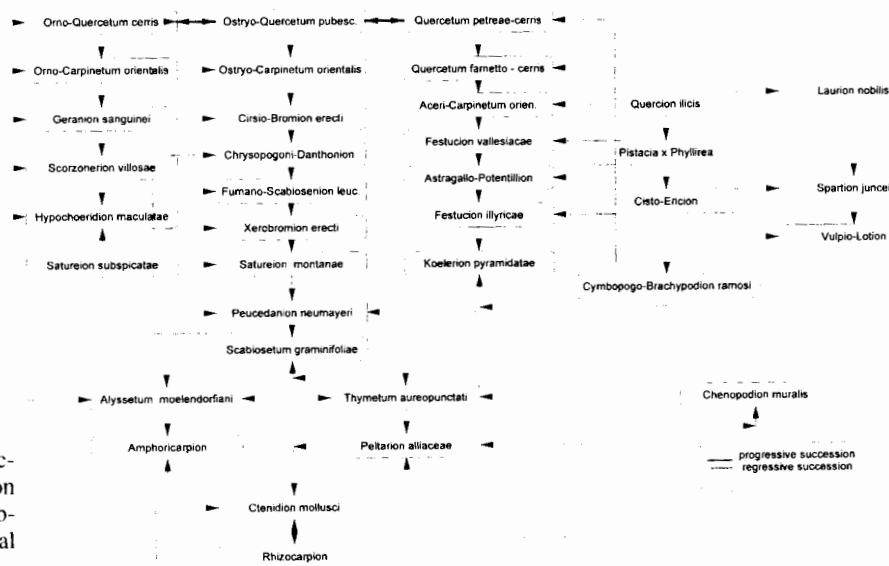 Orno-Quercetum cerris
Ostryo-Quercetum pubesc.
Quercetum petreae-cerris
Orno-Carpinetum orientalis
Ostryo-Carpinetum orientalis
Quercetum farnetto - cerris
Laurion nobilis
Aceri-Carpinetum orien.
Quercion ilicis
Geranion sanguinei
Cirsio-Bromion erecti
Festucion vallesiacae
Chrysopogoni-Danthonion
Pistacia x Phyllirea
Scorzonerion villosae
Astragallo-Potentillion
Fumano-Scabiosenion leuc.
Spartion juncei
Cisto-Ericion
Hypochoeridion maculatae
Festucion illyricae
Xerobromion erecti
Vulpio-Lotion
Satureion subspicatae
Satureion montanae
Koelerion pyramidatae
Cymbopogo-Brachypodion ramosi
Peucedanion neumayeri
Scabiosetum graminifoliae
Alyssetum moelendorfiani
Thymetum aureopunctati
Chenopodion muralis
Amphoricarpion
Peltarion alliaceae
progressive succession
regressive succession
c-
on
o-
al
Ctenidion mollusci
Rhizocarpion